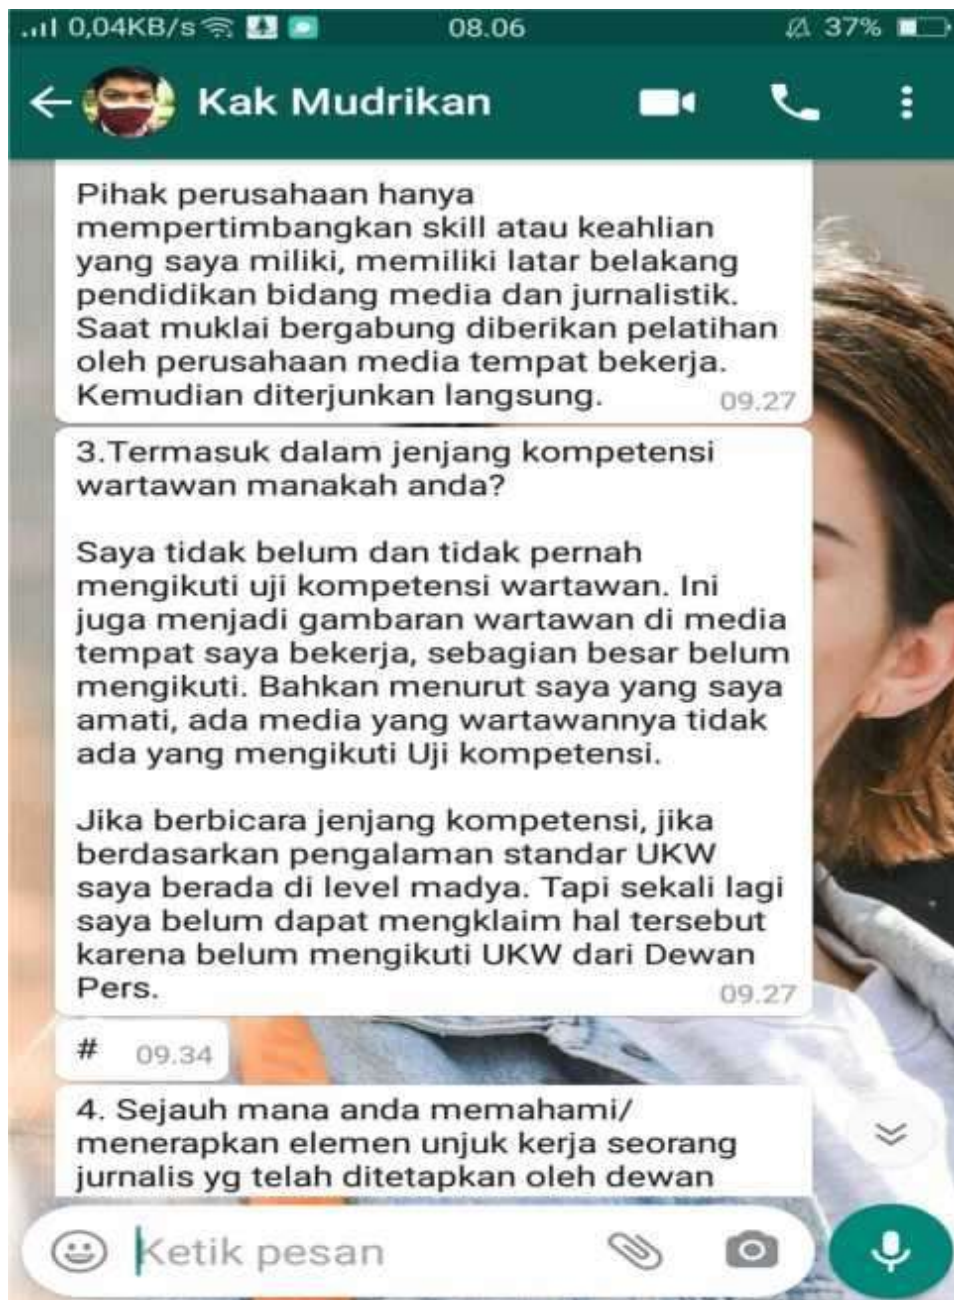 0,04KB/s
08.06
37%
Kak Mudrikan
Pihak perusahaan hanya
mempertimbangkan skill atau keahlian
yang saya miliki, memiliki latar belakang
pendidikan bidang media dan jurnalistik.
Saat muklai bergabung diberikan pelatihan
oleh perusahaan media tempat bekerja.
Kemudian diterjunkan langsung.
09.27
3.Termasuk dalam jenjang kompetensi
wartawan manakah anda?
Saya tidak belum dan tidak pernah
mengikuti uji kompetensi wartawan. Ini
juga menjadi gambaran wartawan di media
tempat saya bekerja, sebagian besar belum
mengikuti. Bahkan menurut saya yang saya
amati, ada media yang wartawannya tidak
ada yang mengikuti Uji kompetensi.
Jika berbicara jenjang kompetensi, jika
berdasarkan pengalaman standar UKW
saya berada di level madya. Tapi sekali lagi
saya belum dapat mengklaim hal tersebut
karena belum mengikuti UKW dari Dewan
Pers.
09.27
# 09.34
4. Sejauh mana anda memahami/
menerapkan elemen unjuk kerja seorang
jurnalis yg telah ditetapkan oleh dewan
Ketik pesan